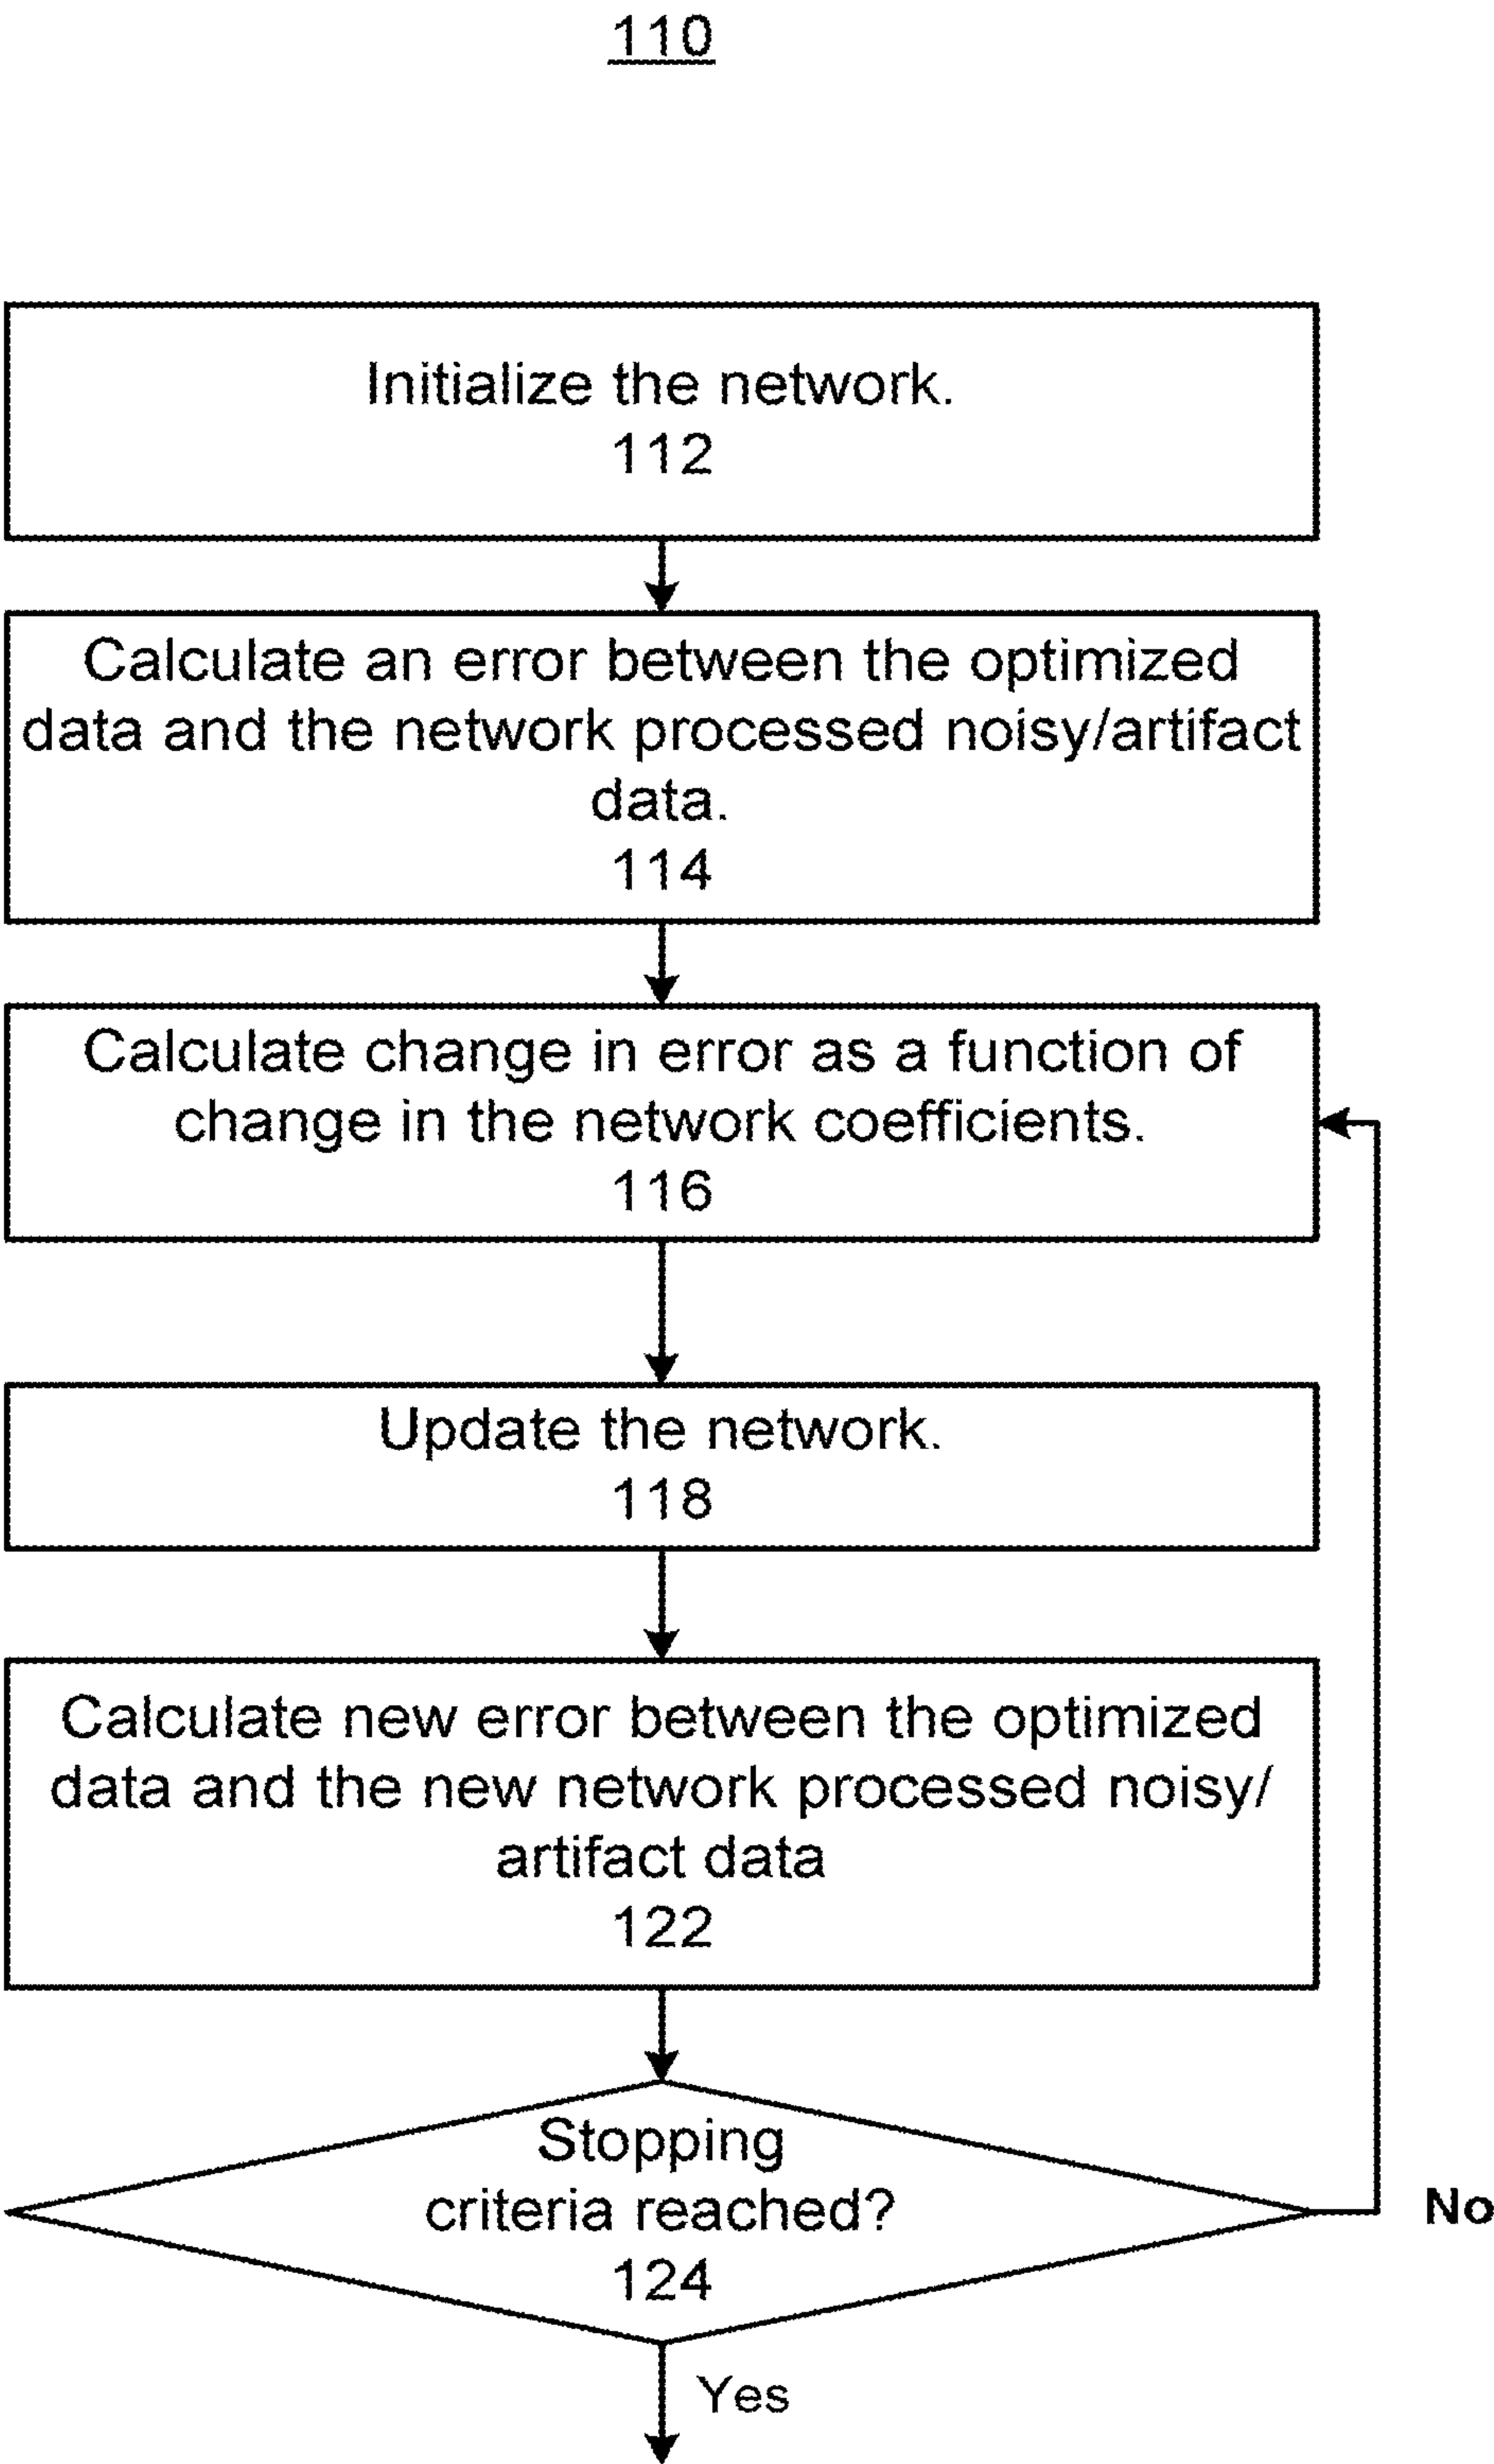 110
Initialize the network.
112
Calculate an error between the optimized
data and the network processed noisy/artifact
data.
114
Calculate change in error as a function of
change in the network coefficients.
116
Update the network.
118
Calculate new error between the optimized
data and the new network processed noisy/
artifact data
122
Stopping
criteria reached?
124
No
Yes